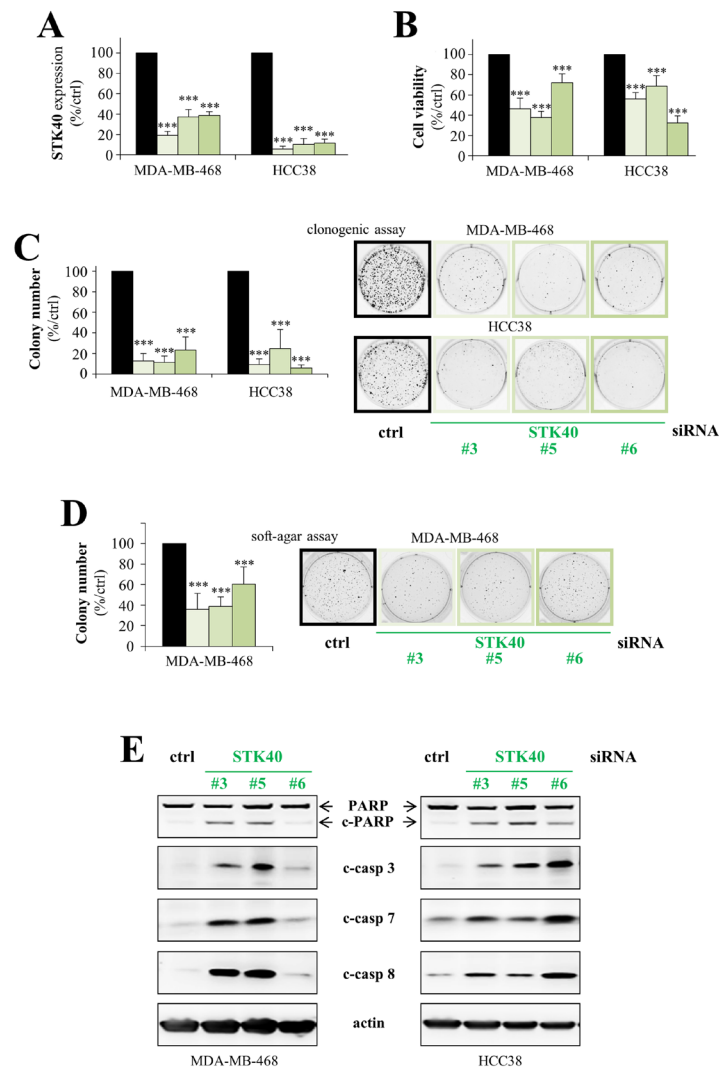 A
STK40 expression
(%/ctrl)
100
80
60
40
20
0
***
***
***
***
***
***
MDA-MB-468
HCC38
B
Cell viability
(%/ctrl)
100
80
60
40
20
0
***
***
***
***
***
***
MDA-MB-468
HCC38
C
Colony number
(%/ctrl)
100
80
60
40
20
0
***
***
***
***
***
***
MDA-MB-468
HCC38
clonogenic assay
MDA-MB-468
HCC38
ctrl
STK40
siRNA
#3
#5
#6
D
Colony number
(%/ctrl)
100
80
60
40
20
0
***
***
***
MDA-MB-468
soft-agar assay
MDA-MB-468
ctrl
STK40
siRNA
#3
#5
#6
E
ctrl
STK40
ctrl
STK40
siRNA
#3
#5
#6
#3
#5
#6
PARP
c-PARP
c-casp 3
c-casp 7
c-casp 8
actin
MDA-MB-468
HCC38